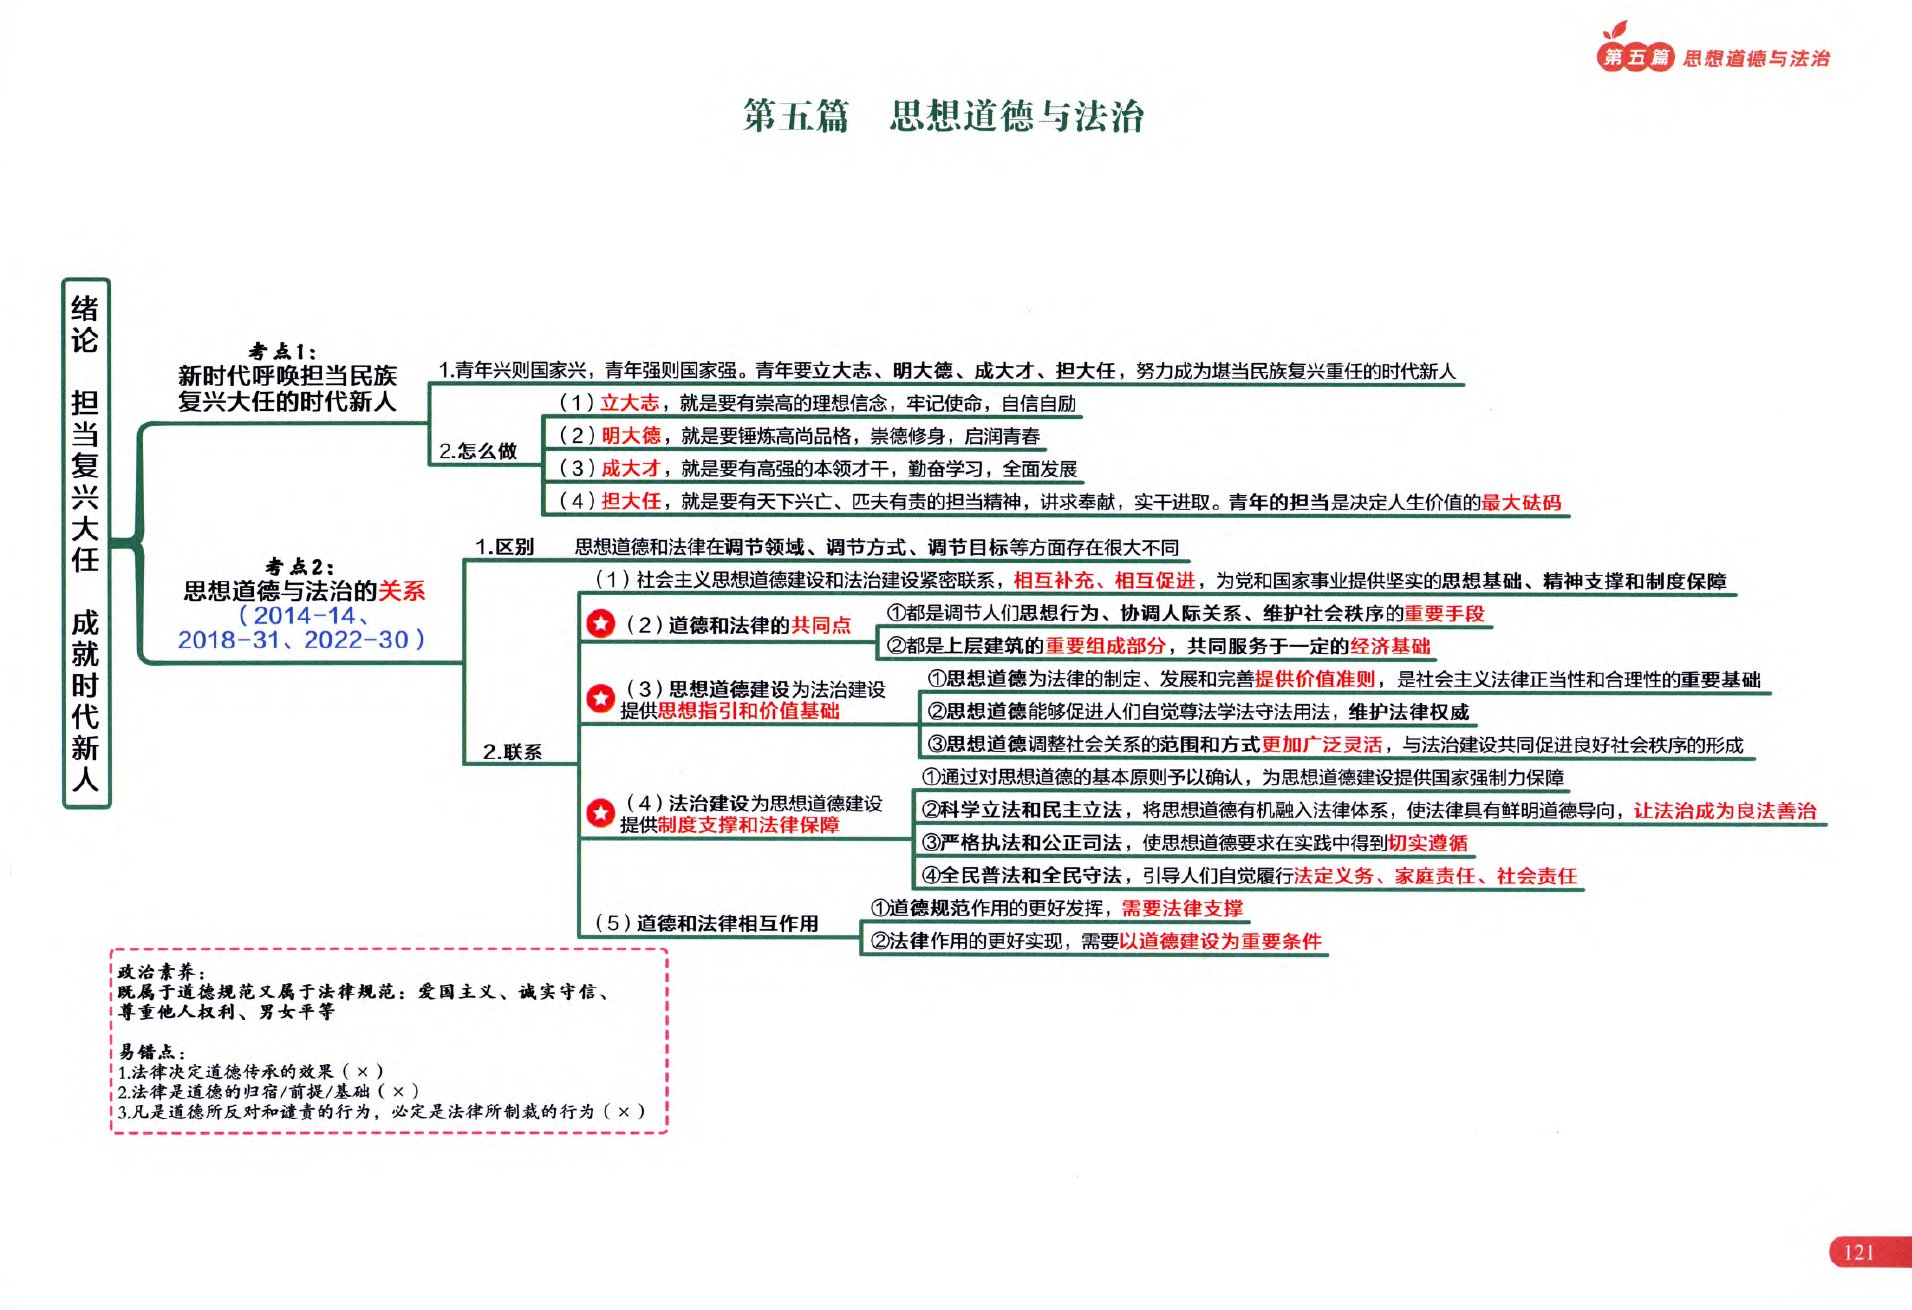 第五篇 思想道德与法治
第五篇 思想道德与法治
绪论 担当复兴大任 成就时代新人
考点1：
新时代呼唤担当民族
复兴大任的时代新人
1.青年兴则国家兴，青年强则国家强。青年要立大志、明大德、成大才、担大任，努力成为堪当民族复兴重任的时代新人
2.怎么做
（1）立大志，就是要有崇高的理想信念，牢记使命，自信自励
（2）明大德，就是要锤炼高尚品格，崇德修身，启润青春
（3）成大才，就是要有高强的本领才干，勤奋学习，全面发展
（4）担大任，就是要有天下兴亡、匹夫有责的担当精神，讲求奉献，实干进取。青年的担当是决定人生价值的最大砝码
考点2：
思想道德与法治的关系
（2014-14、
2018-31、2022-30）
1.区别
思想道德和法律在调节领域、调节方式、调节目标等方面存在很大不同
2.联系
（1）社会主义思想道德建设和法治建设紧密联系，相互补充、相互促进，为党和国家事业提供坚实的思想基础、精神支撑和制度保障
（2）道德和法律的共同点
①都是调节人们思想行为、协调人际关系、维护社会秩序的重要手段
②都是上层建筑的重要组成部分，共同服务于一定的经济基础
（3）思想道德建设为法治建设
提供思想指引和价值基础
①思想道德为法律的制定、发展和完善提供价值准则，是社会主义法律正当性和合理性的重要基础
②思想道德能够促进人们自觉尊法学法守法用法，维护法律权威
③思想道德调整社会关系的范围和方式更加广泛灵活，与法治建设共同促进良好社会秩序的形成
（4）法治建设为思想道德建设
提供制度支撑和法律保障
①通过对思想道德的基本原则予以确认，为思想道德建设提供国家强制力保障
②科学立法和民主立法，将思想道德有机融入法律体系，使法律具有鲜明道德导向，让法治成为良法善治
③严格执法和公正司法，使思想道德要求在实践中得到切实遵循
④全民普法和全民守法，引导人们自觉履行法定义务、家庭责任、社会责任
（5）道德和法律相互作用
①道德规范作用的更好发挥，需要法律支撑
②法律作用的更好实现，需要以道德建设为重要条件
政治素养：
既属于道德规范又属于法律规范：爱国主义、诚实守信、
尊重他人权利、男女平等
易错点：
1.法律决定道德传承的效果（×）
2.法律是道德的归宿/前提/基础（×）
3.凡是道德所反对和谴责的行为，必定是法律所制裁的行为（×）
121